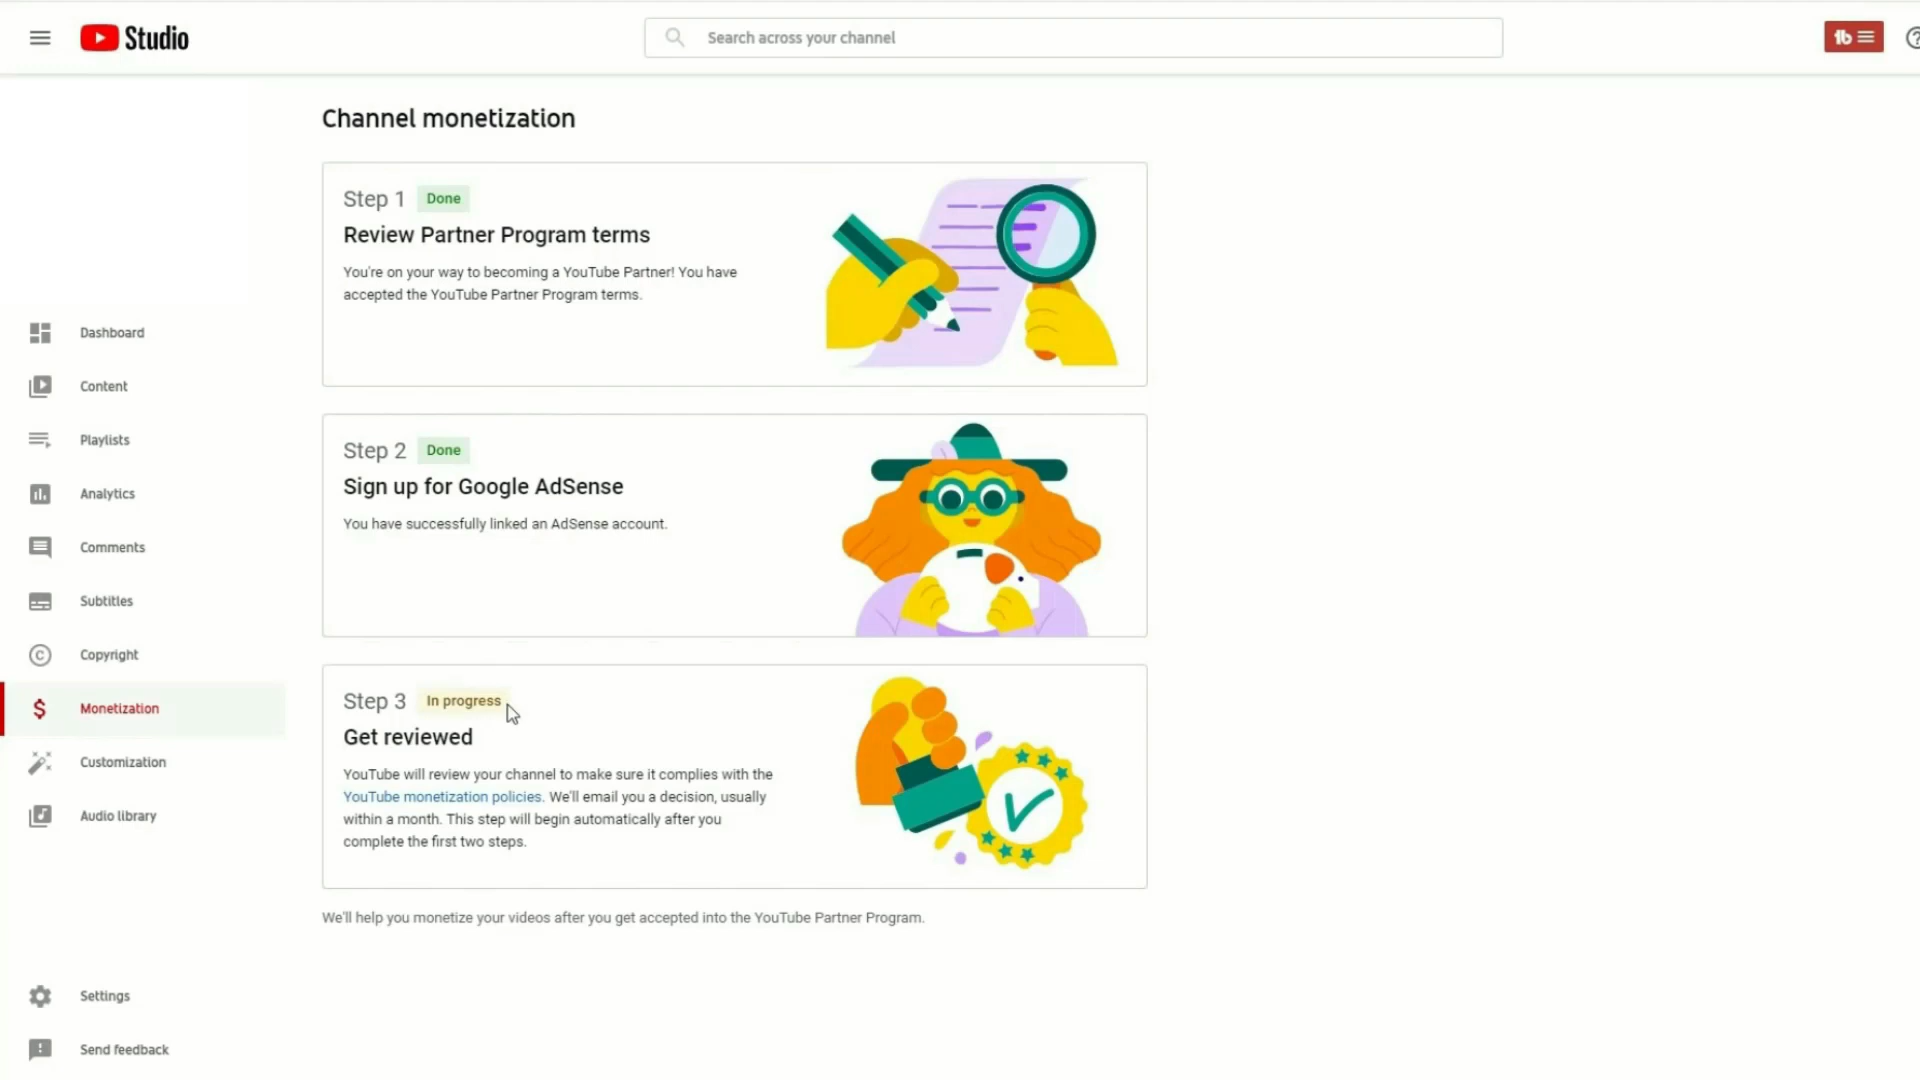 Studio
Search across your channel
Channel monetization
Step 1 Done
Review Partner Program terms
You're on your way to becoming a YouTube Partner! You have
accepted the YouTube Partner Program terms.
Step 2 Done
Sign up for Google AdSense
You have successfully linked an AdSense account.
Step 3 In progress
Get reviewed
YouTube will review your channel to make sure it complies with the
YouTube monetization policies. We'll email you a decision, usually
within a month. This step will begin automatically after you
complete the first two steps.
We'll help you monetize your videos after you get accepted into the YouTube Partner Program.
Dashboard
Content
Playlists
Analytics
Comments
Subtitles
Copyright
Monetization
Customization
Audio library
Settings
Send feedback